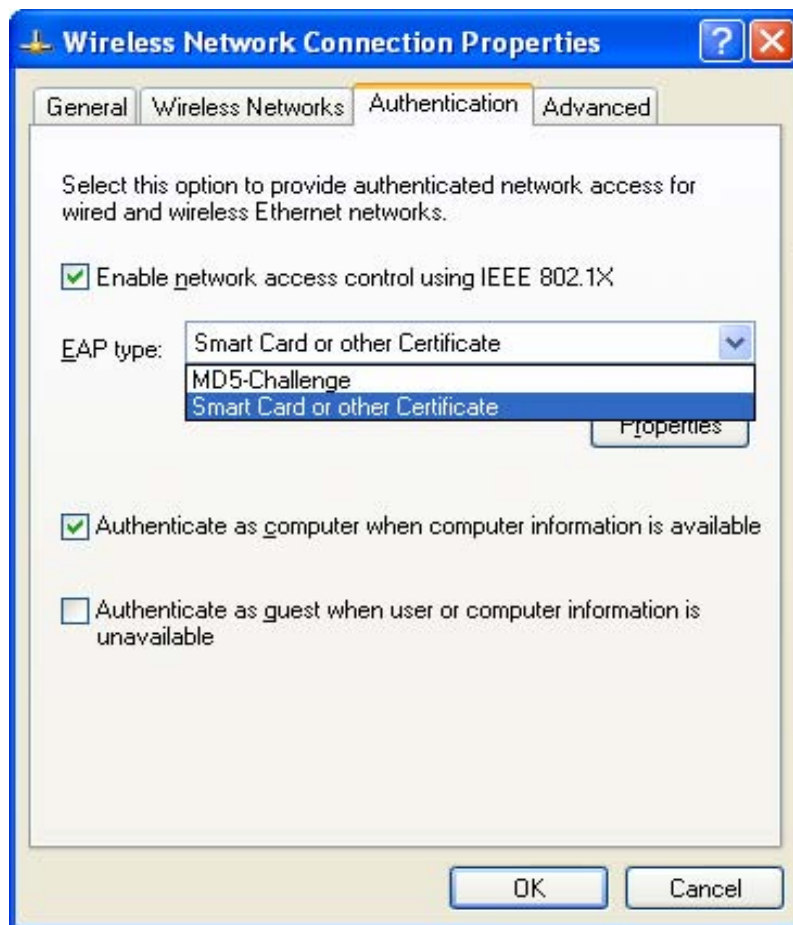 Wireless Network Connection Properties
General Wireless Networks Authentication Advanced
Select this option to provide authenticated network access for
wired and wireless Ethernet networks.
Enable network access control using IEEE 802.1X
EAP type: Smart Card or other Certificate
MD5-Challenge
Smart Card or other Certificate
Properties
Authenticate as computer when computer information is available
Authenticate as guest when user or computer information is
unavailable
OK Cancel